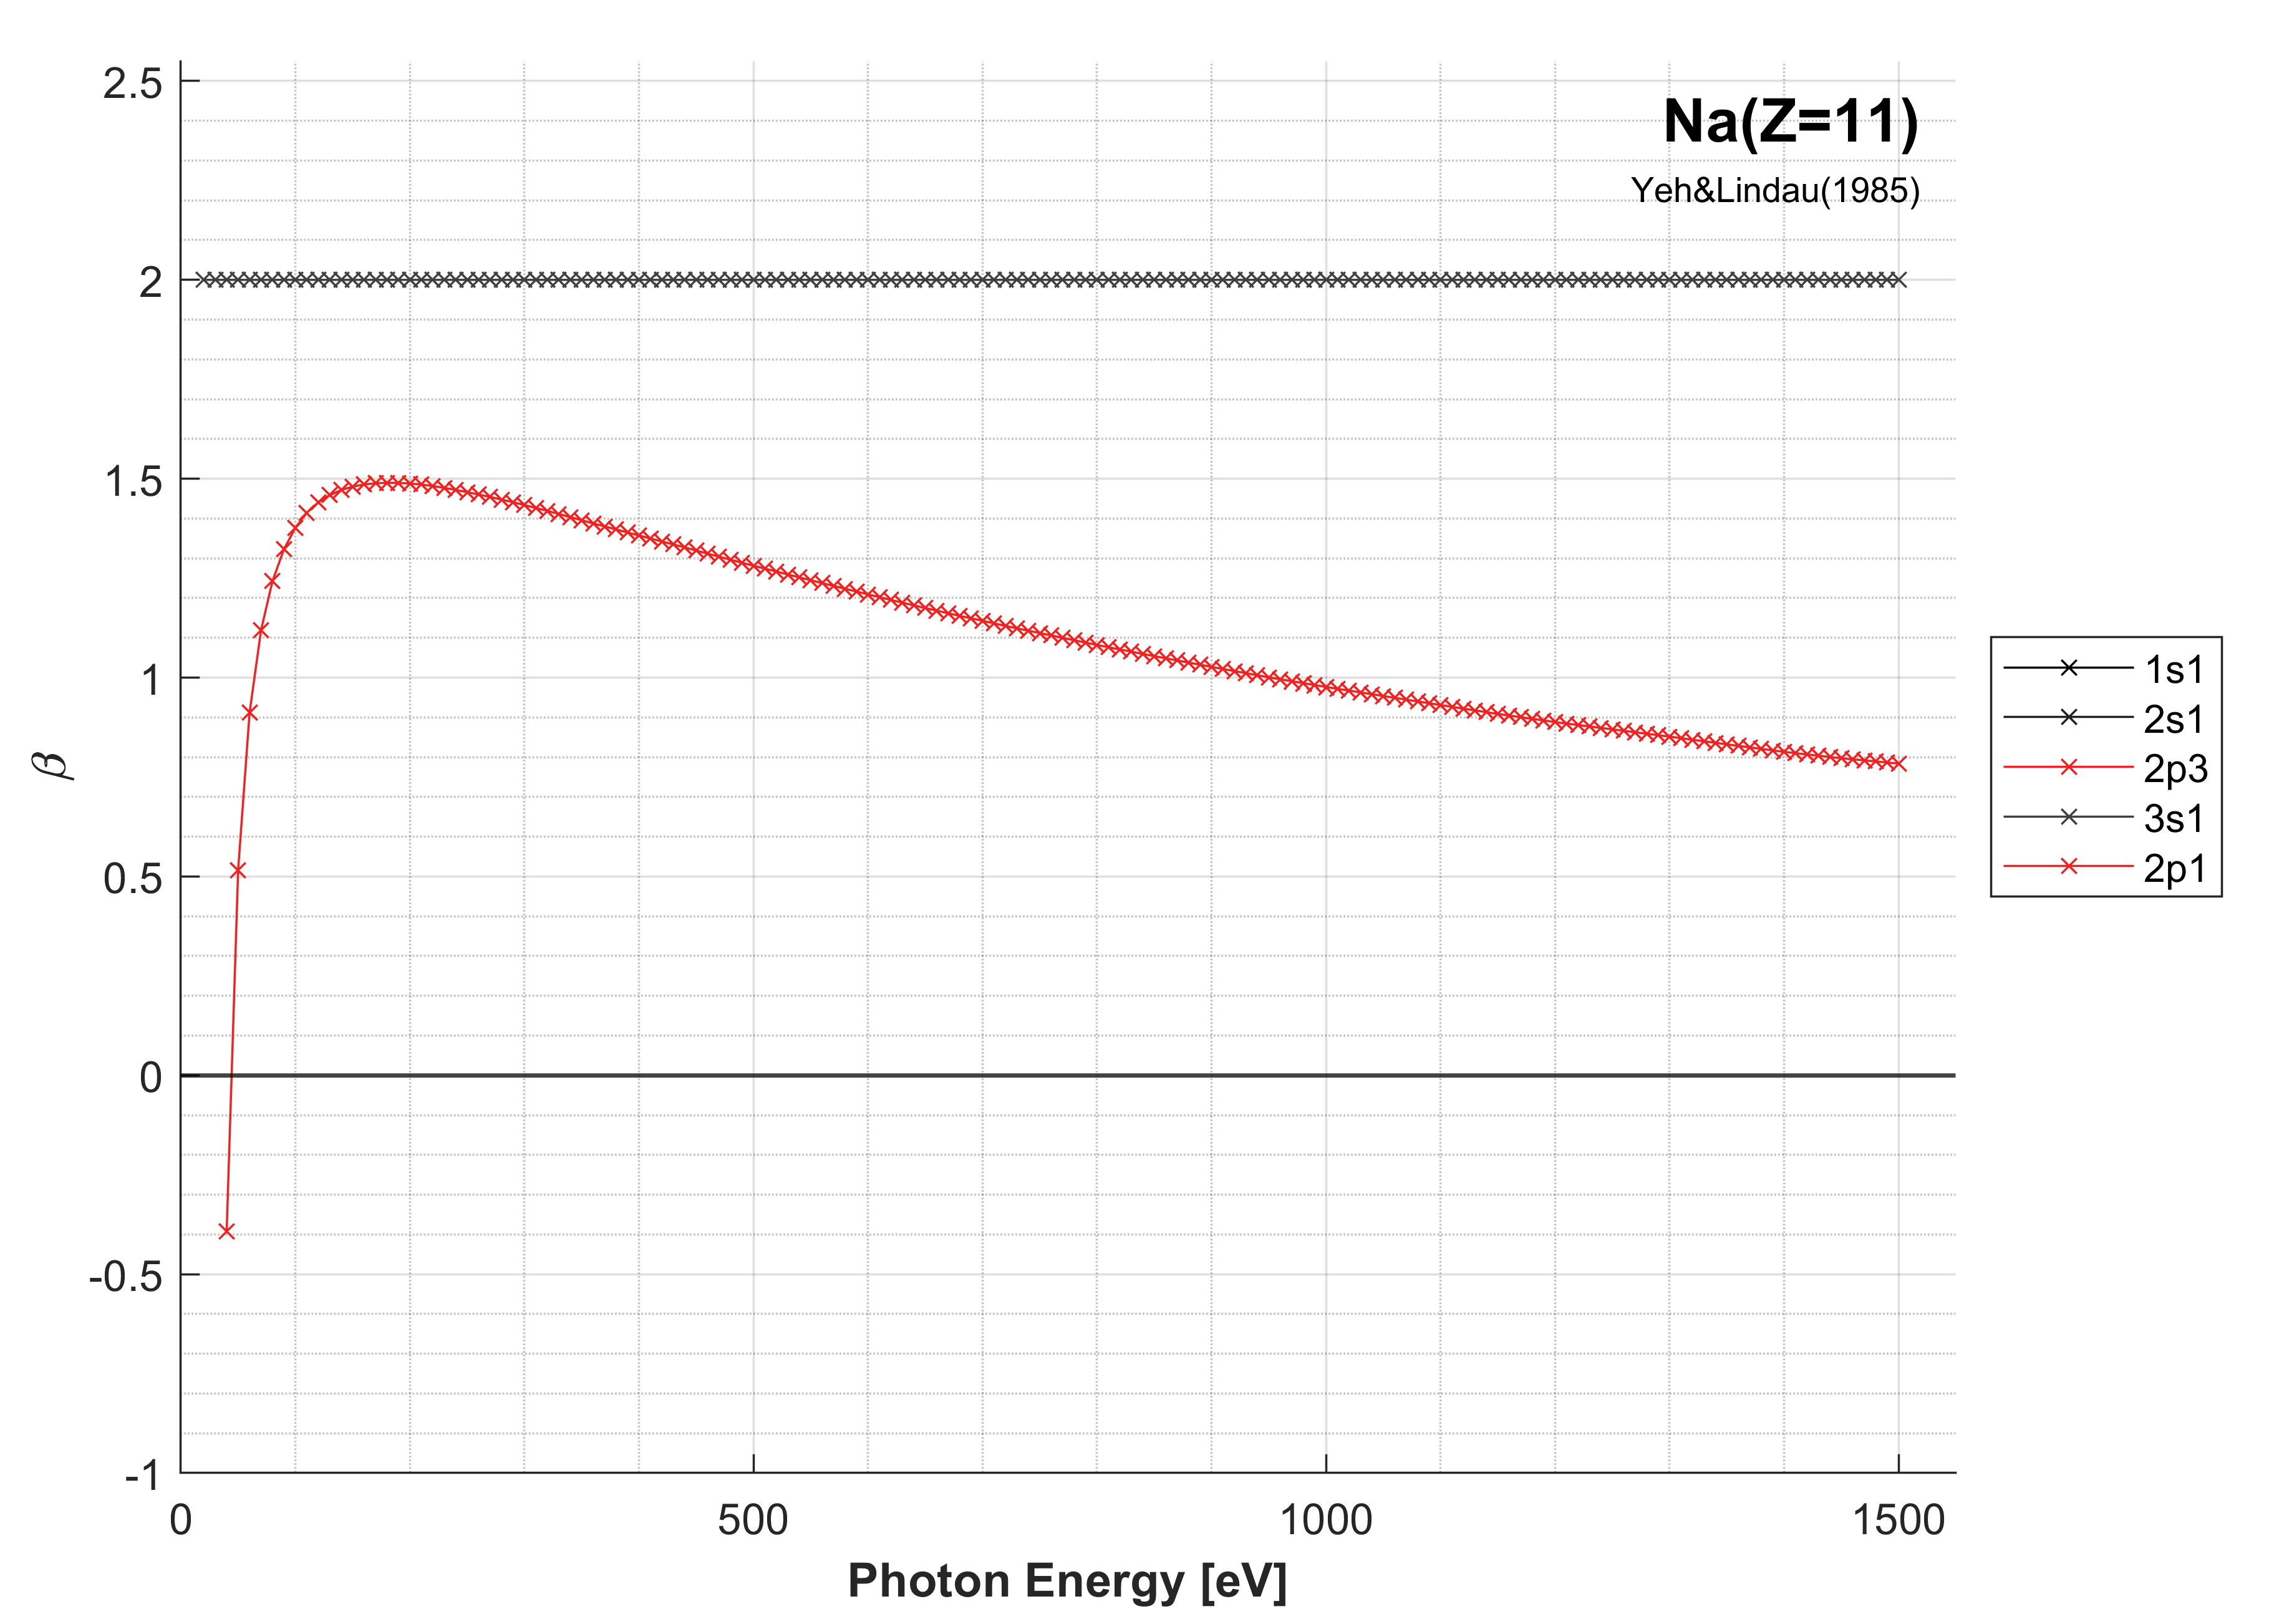 Na(Z=11)
Yeh&Lindau(1985)
2.5
2
1.5
1
0.5
0
-0.5
-1
β
0 500 1000 1500
Photon Energy [eV]
1s1
2s1
2p3
3s1
2p1